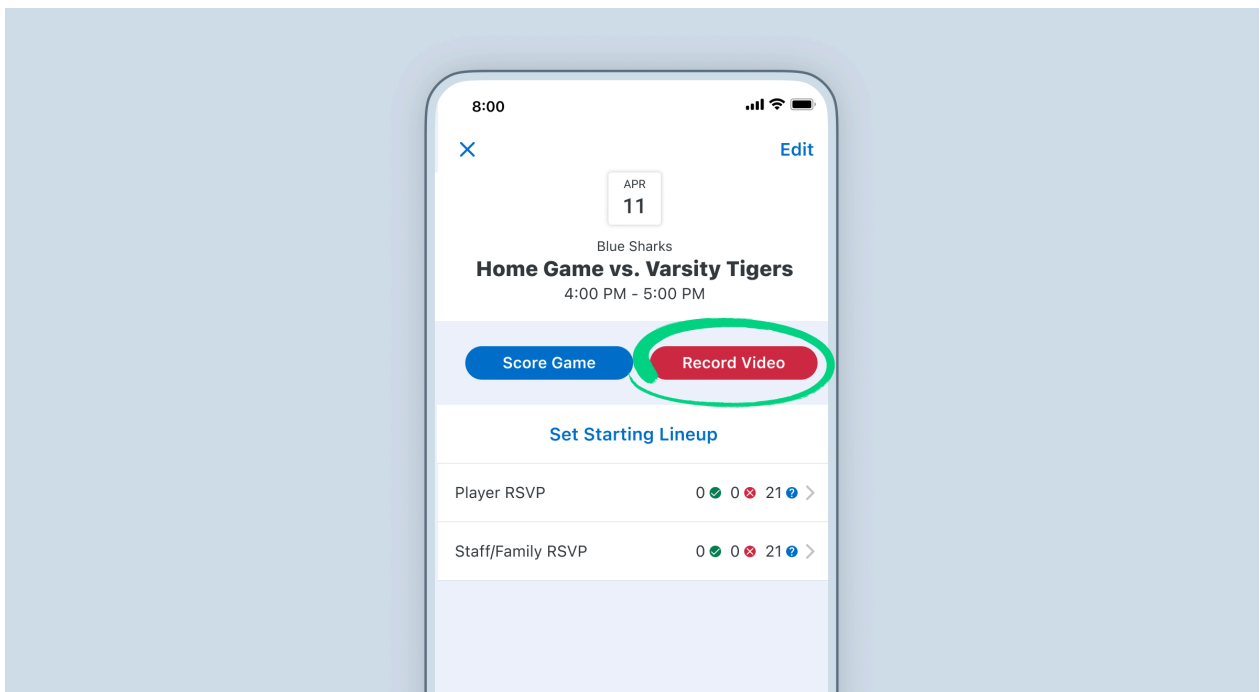 8:00
Edit
APR
11
Blue Sharks
Home Game vs. Varsity Tigers
4:00 PM - 5:00 PM
Score Game Record Video
Set Starting Lineup
Player RSVP 0 0 21
Staff/Family RSVP 0 0 21